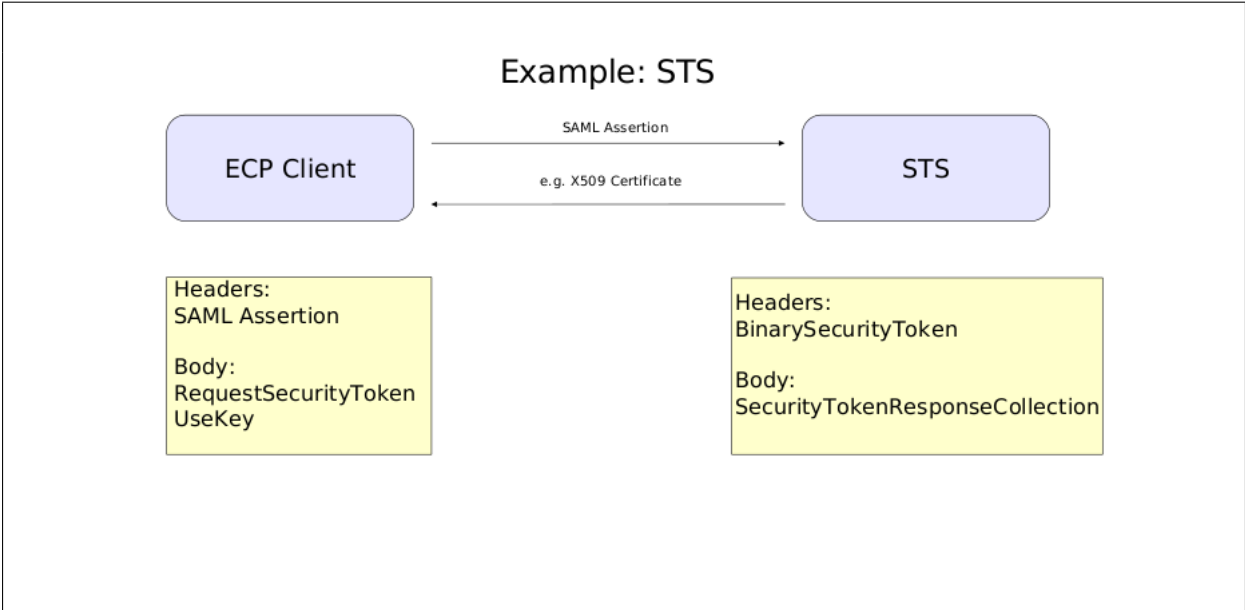 Example: STS
ECP Client
SAML Assertion
e.g. X509 Certificate
STS
Headers:
SAML Assertion
Body:
RequestSecurityToken
UseKey
Headers:
BinarySecurityToken
Body:
SecurityTokenResponseCollection